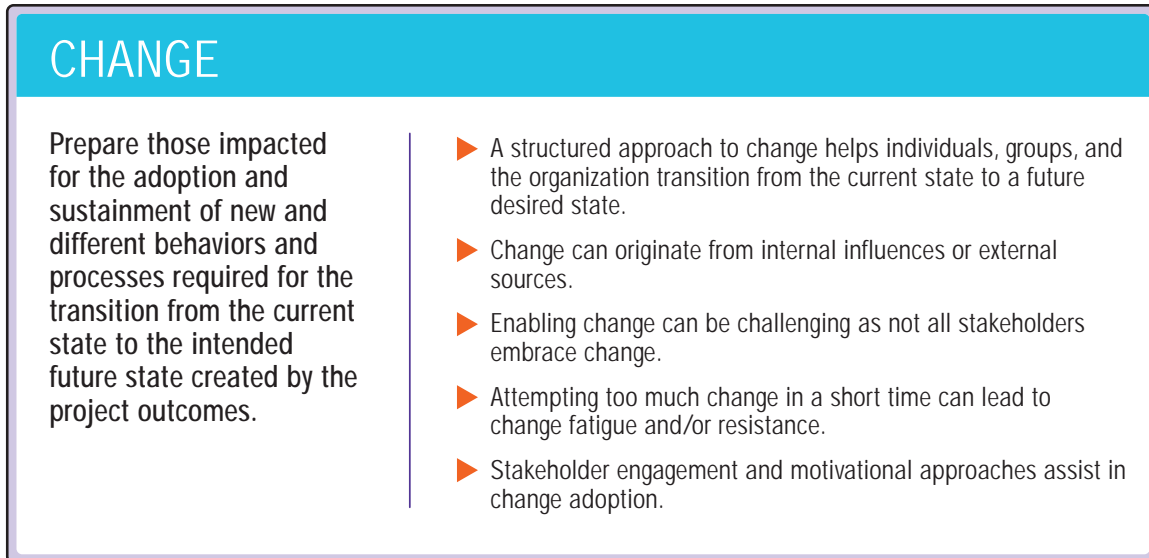 CHANGE
Prepare those impacted
for the adoption and
sustainment of new and
different behaviors and
processes required for the
transition from the current
state to the intended
future state created by the
project outcomes.
A structured approach to change helps individuals, groups, and
the organization transition from the current state to a future
desired state.
Change can originate from internal influences or external
sources.
Enabling change can be challenging as not all stakeholders
embrace change.
Attempting too much change in a short time can lead to
change fatigue and/or resistance.
Stakeholder engagement and motivational approaches assist in
change adoption.